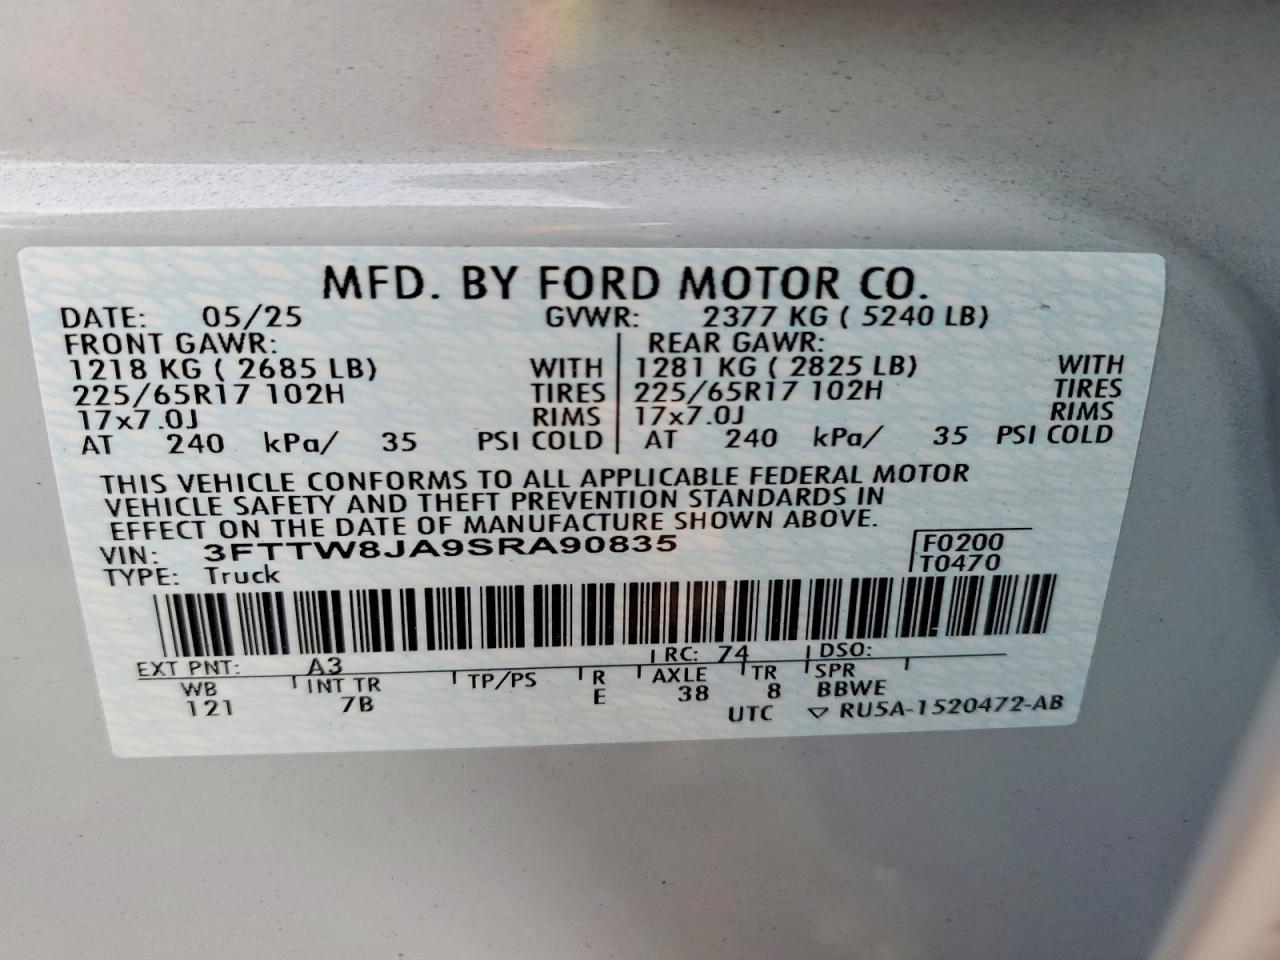 MFD. BY FORD MOTOR CO.
DATE: 05/25 GVWR: 2377 KG ( 5240 LB)
FRONT GAWR: REAR GAWR:
1218 KG ( 2685 LB) WITH 1281 KG ( 2825 LB) WITH
225/65R17 102H TIRES 225/65R17 102H TIRES
17x7.0J RIMS 17x7.0J RIMS
AT 240 kPa/ 35 PSI COLD AT 240 kPa/ 35 PSI COLD
THIS VEHICLE CONFORMS TO ALL APPLICABLE FEDERAL MOTOR
VEHICLE SAFETY AND THEFT PREVENTION STANDARDS IN
EFFECT ON THE DATE OF MANUFACTURE SHOWN ABOVE.
VIN: 3FTTW8JA9SRA90835 F0200
TYPE: Truck T0470
EXT PNT: A3 RC: 74 DSO:
WB INT TR TP/PS R AXLE TR SPR
121 7B E 38 8 BBWE
UTC ▽ RU5A-1520472-AB